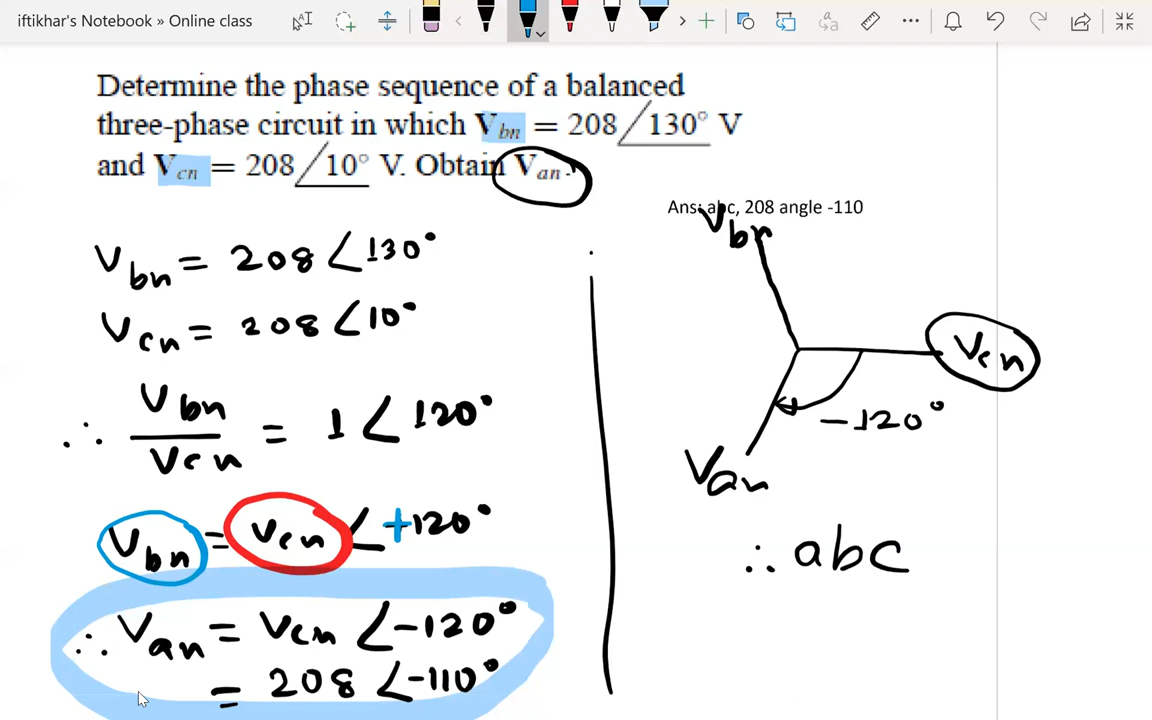 iftikhar's Notebook » Online class
Determine the phase sequence of a balanced
three-phase circuit in which Vbn = 208/130° V
and Vcn = 208/10° V. Obtain Van.
Ans: abc, 208 angle -110
Vbn = 208 ∠130°
Vcn = 208 ∠10°
∴ Vbn / Vcn = 1 ∠120°
Vbn = Vcn ∠+120°
∴ Van = Vcn ∠-120°
= 208 ∠-110°
Vbn
Vcn
-120°
Van
∴ abc